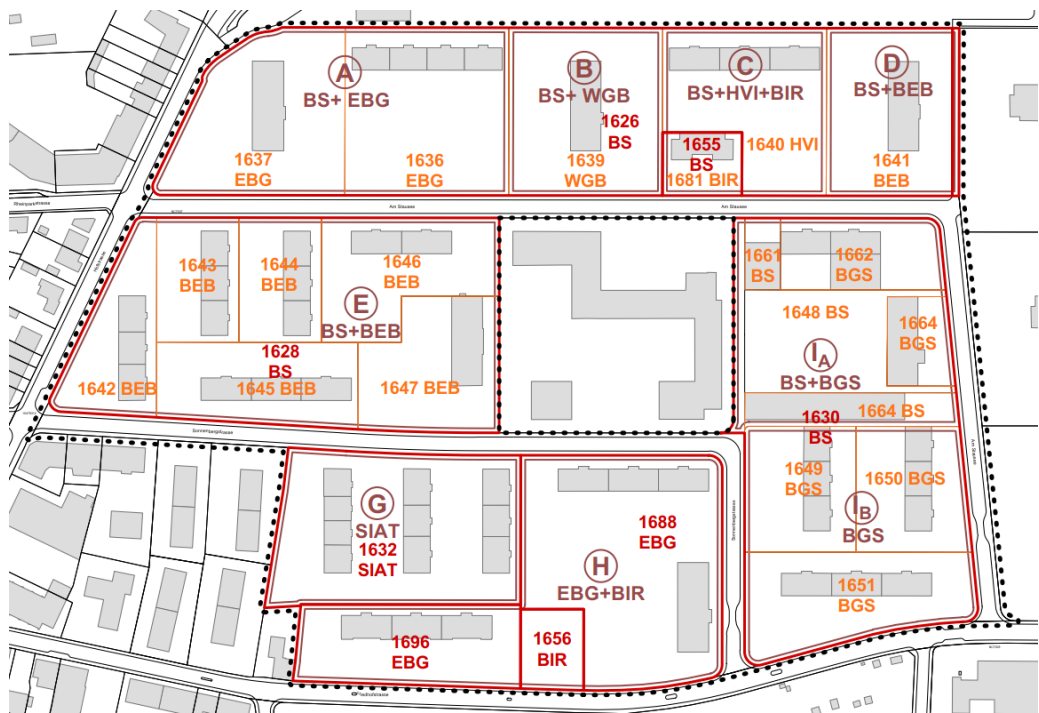 A
BS+ EBG
B
BS+ WGB
C
BS+HVI+BIR
D
BS+BEB
1626
BS
1637
EBG
1636
EBG
1639
WGB
1655
BS
1681 BIR
1640 HVI
1641
BEB
Am Stausee
Am Stausee
1643
BEB
1644
BEB
1646
BEB
E
BS+BEB
1628
BS
1642 BEB
1645 BEB
1647 BEB
1661
BS
1662
BGS
1648 BS
1664
BGS
IA
BS+BGS
1664 BS
1630
BS
1649
BGS
1650 BGS
IB
BGS
1651
BGS
G
SIAT
1632
SIAT
1688
EBG
H
EBG+BIR
1696
EBG
1656
BIR
Am Stausee